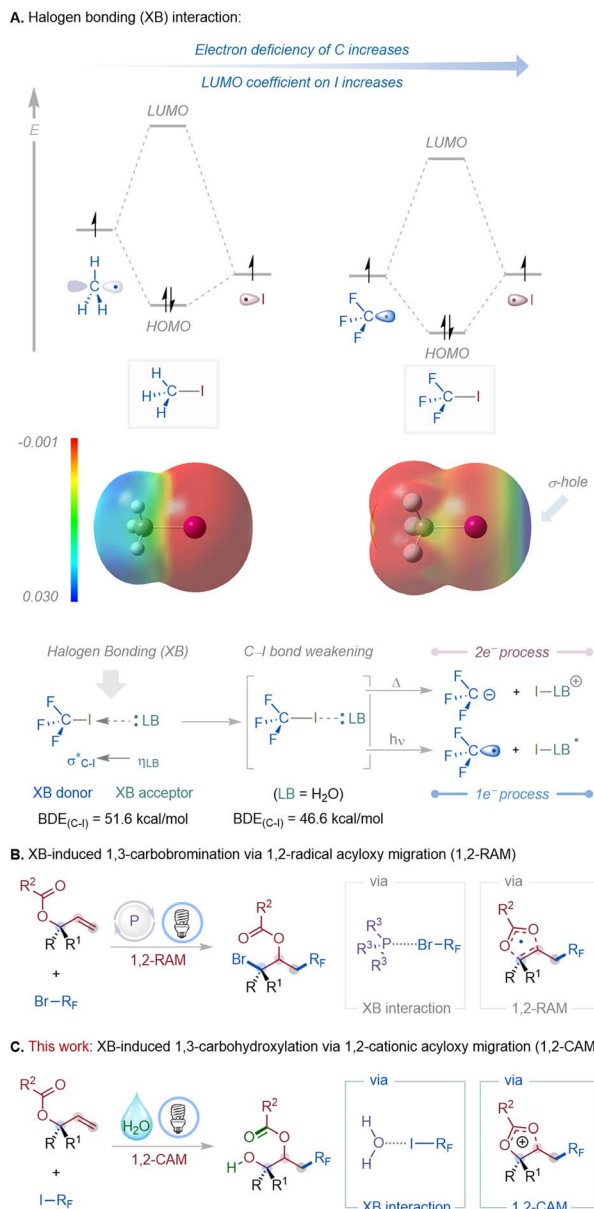 A. Halogen bonding (XB) interaction:
Electron deficiency of C increases
LUMO coefficient on I increases
E
LUMO
LUMO
H
C
H H
I
HOMO
F
F C
F
I
HOMO
H
H C I
H
F
F C I
F
-0.001
0.030
σ-hole
Halogen Bonding (XB)
C–I bond weakening
2e⁻ process
F
F C I :LB
F
F
F C I :LB
F
Δ
F
F C ⊖ + I–LB ⊕
F
hν
F
F C + I–LB •
F
σ*C-I ηLB
XB donor XB acceptor
(LB = H₂O)
1e⁻ process
BDE(C-I) = 51.6 kcal/mol
BDE(C-I) = 46.6 kcal/mol
B. XB-induced 1,3-carbobromination via 1,2-radical acyloxy migration (1,2-RAM)
R² O
O
R R¹
+
Br–RF
P
1,2-RAM
R²
O O
Br RF
R R¹
via
R³
R³ P Br–RF
R³
XB interaction
via
R²
O O
•
RF
R R¹
1,2-RAM
C. This work: XB-induced 1,3-carbohydroxylation via 1,2-cationic acyloxy migration (1,2-CAM
R² O
O
R R¹
+
I–RF
H₂O
1,2-CAM
R²
O O
H O RF
R R¹
via
H
O I–RF
H
XB interaction
via
R²
O O
⊕
RF
R R¹
1,2-CAM